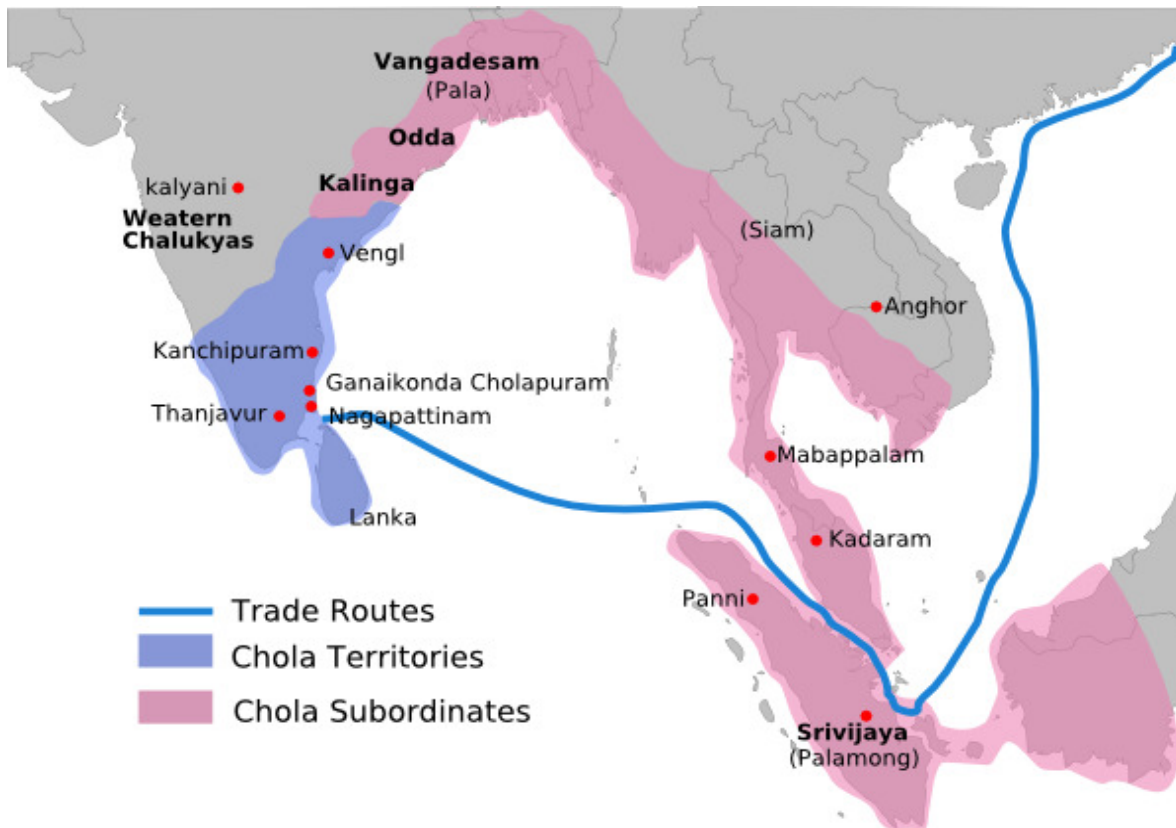 Vangadesam
(Pala)
Odda
Kalinga
kalyani
Weatern
Chalukyas
Vengl
(Siam)
Anghor
Kanchipuram
Ganaikonda Cholapuram
Thanjavur
Nagapattinam
Mabappalam
Lanka
Kadaram
Panni
Srivijaya
(Palamong)
Trade Routes
Chola Territories
Chola Subordinates